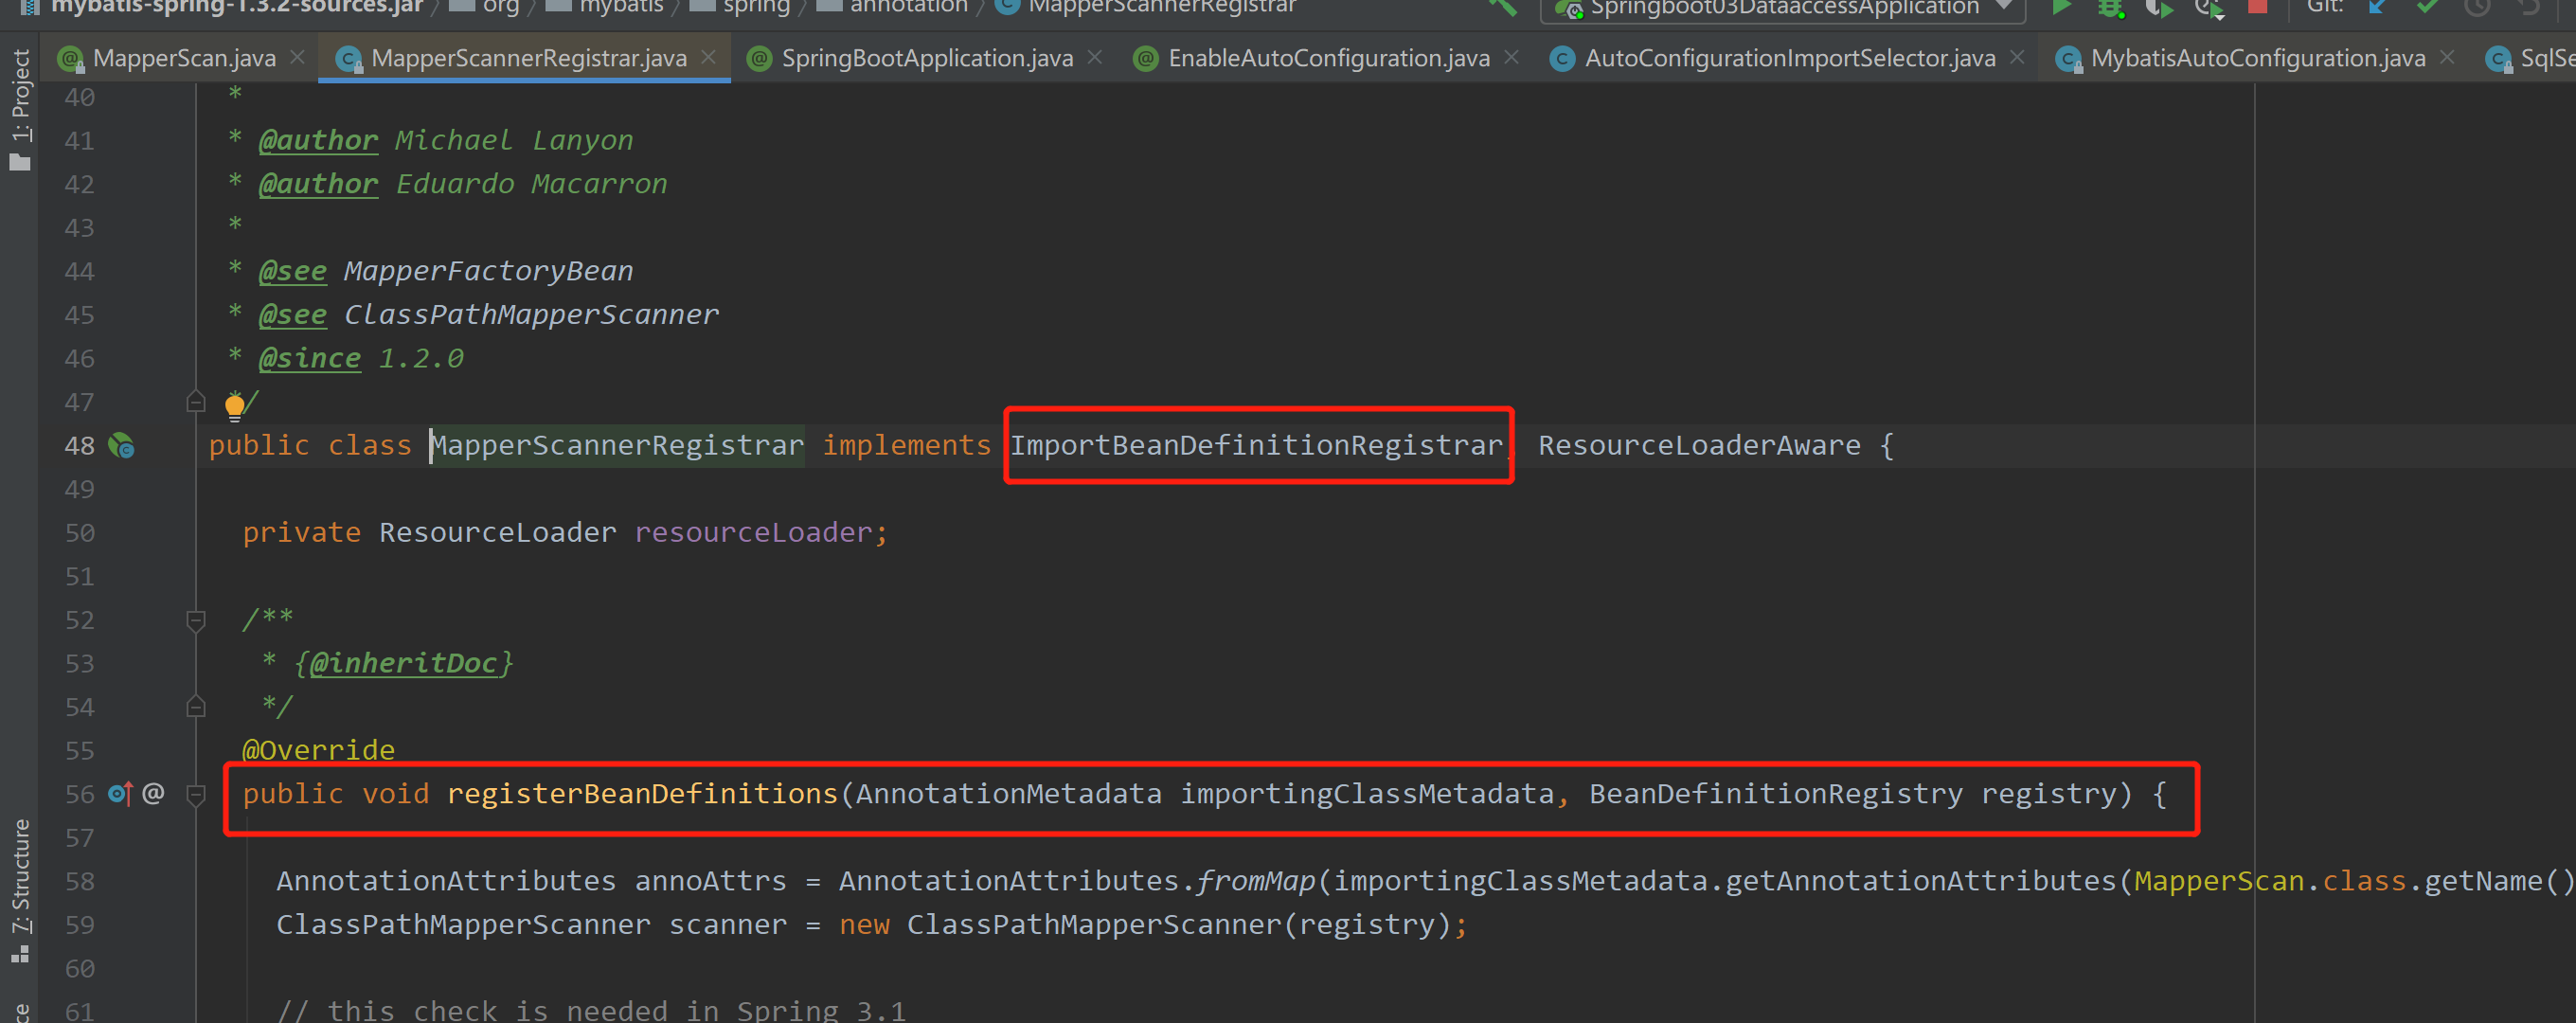 mybatis-spring-1.3.2-sources.jar org mybatis spring annotation MapperScannerRegistrar Springboot03DataaccessApplication Git:
MapperScan.java MapperScannerRegistrar.java SpringBootApplication.java EnableAutoConfiguration.java AutoConfigurationImportSelector.java MybatisAutoConfiguration.java SqlSe
1: Project
7: Structure
ce
40 *
41 * @author Michael Lanyon
42 * @author Eduardo Macarron
43 *
44 * @see MapperFactoryBean
45 * @see ClassPathMapperScanner
46 * @since 1.2.0
47 */
48 public class MapperScannerRegistrar implements ImportBeanDefinitionRegistrar, ResourceLoaderAware {
49
50 private ResourceLoader resourceLoader;
51
52 /**
53 * {@inheritDoc}
54 */
55 @Override
56 @ public void registerBeanDefinitions(AnnotationMetadata importingClassMetadata, BeanDefinitionRegistry registry) {
57
58 AnnotationAttributes annoAttrs = AnnotationAttributes.fromMap(importingClassMetadata.getAnnotationAttributes(MapperScan.class.getName()
59 ClassPathMapperScanner scanner = new ClassPathMapperScanner(registry);
60
61 // this check is needed in Spring 3.1